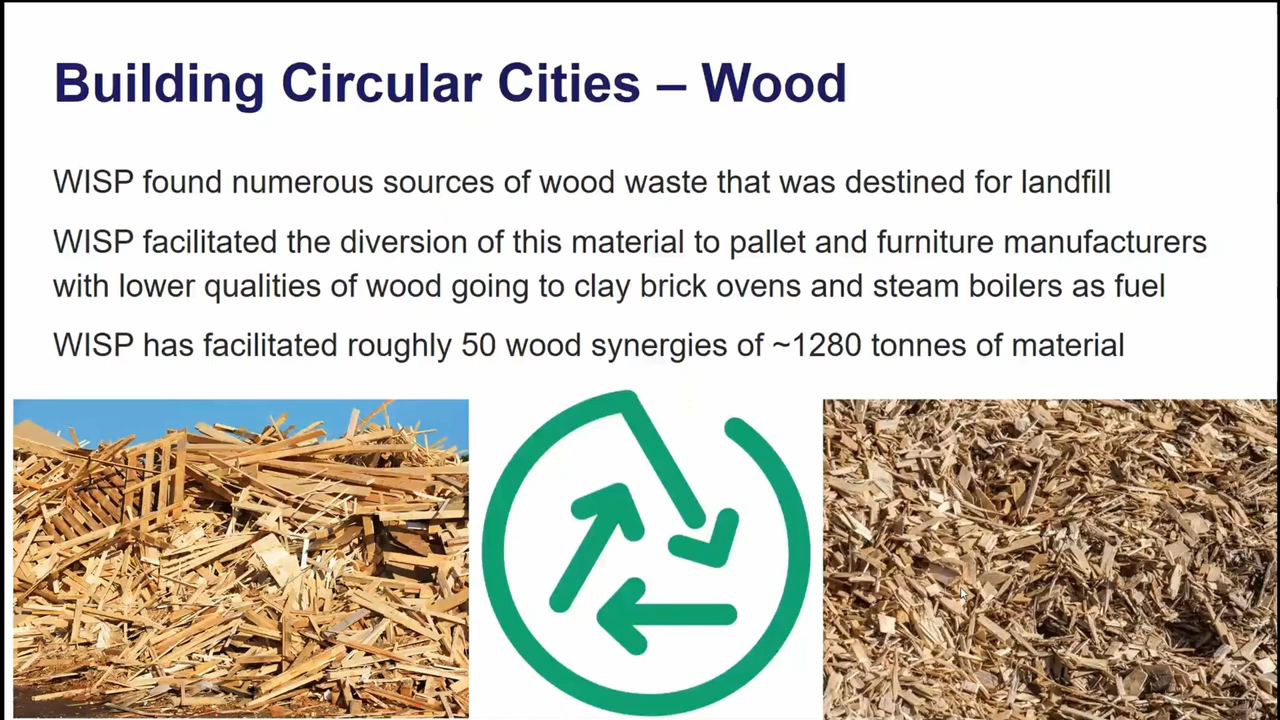 Building Circular Cities – Wood
WISP found numerous sources of wood waste that was destined for landfill
WISP facilitated the diversion of this material to pallet and furniture manufacturers
with lower qualities of wood going to clay brick ovens and steam boilers as fuel
WISP has facilitated roughly 50 wood synergies of ~1280 tonnes of material